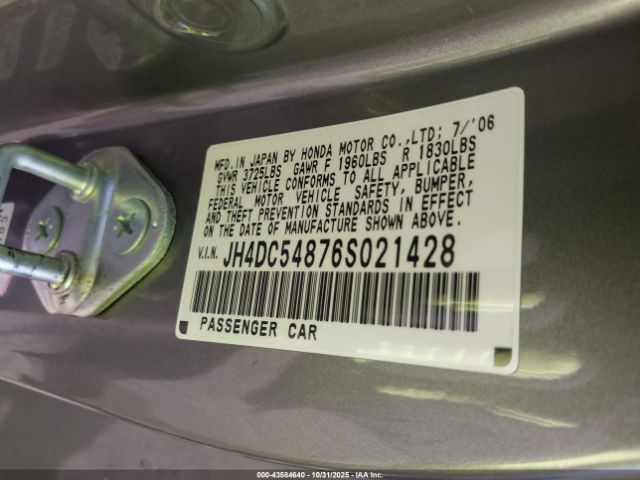 MFD.IN JAPAN BY HONDA MOTOR CO.,LTD; 7/'06
GVWR 3725LBS GAWR F 1960LBS R 1830LBS
THIS VEHICLE CONFORMS TO ALL APPLICABLE
FEDERAL MOTOR VEHICLE SAFETY, BUMPER,
AND THEFT PREVENTION STANDARDS IN EFFECT
ON THE DATE OF MANUFACTURE SHOWN ABOVE.
V.I.N. JH4DC54876S021428
PASSENGER CAR
000-43584640 - 10/31/2025 - IAA Inc.